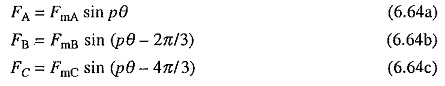 F_A = F_mA sin pθ (6.64a)
F_B = F_mB sin (pθ – 2π/3) (6.64b)
F_C = F_mC sin (pθ – 4π/3) (6.64c)